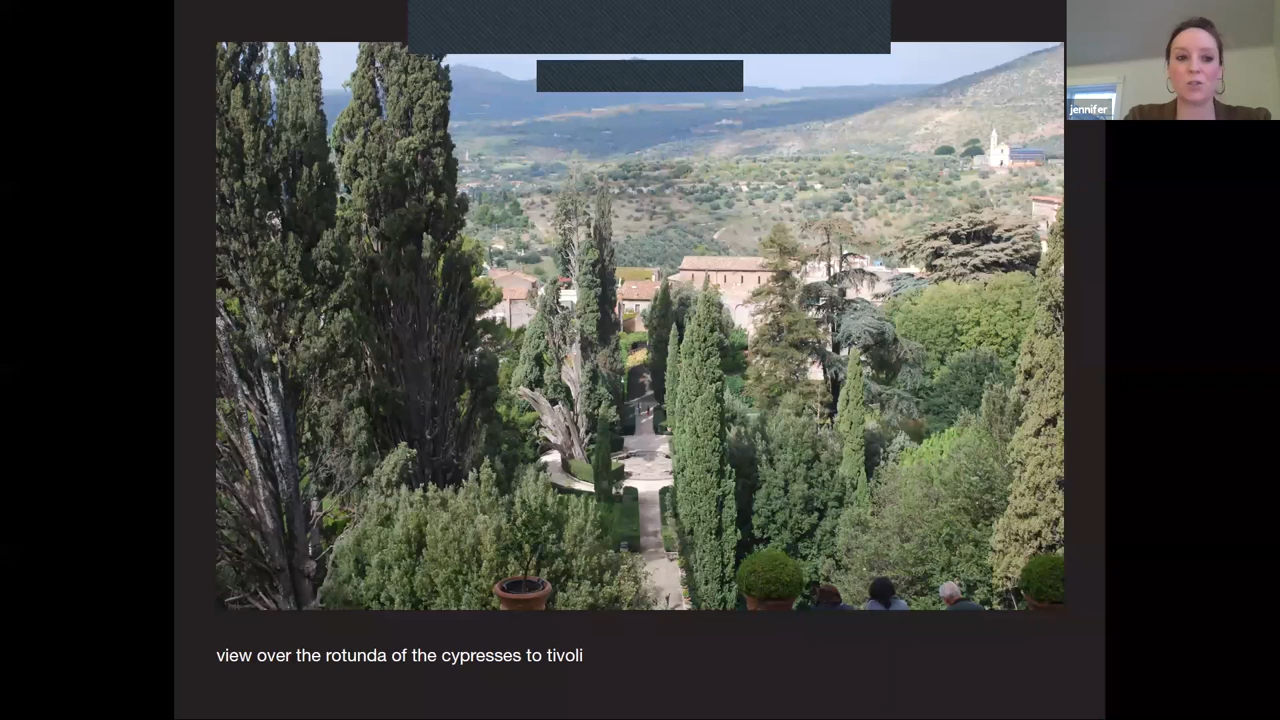 jennifer
view over the rotunda of the cypresses to tivoli